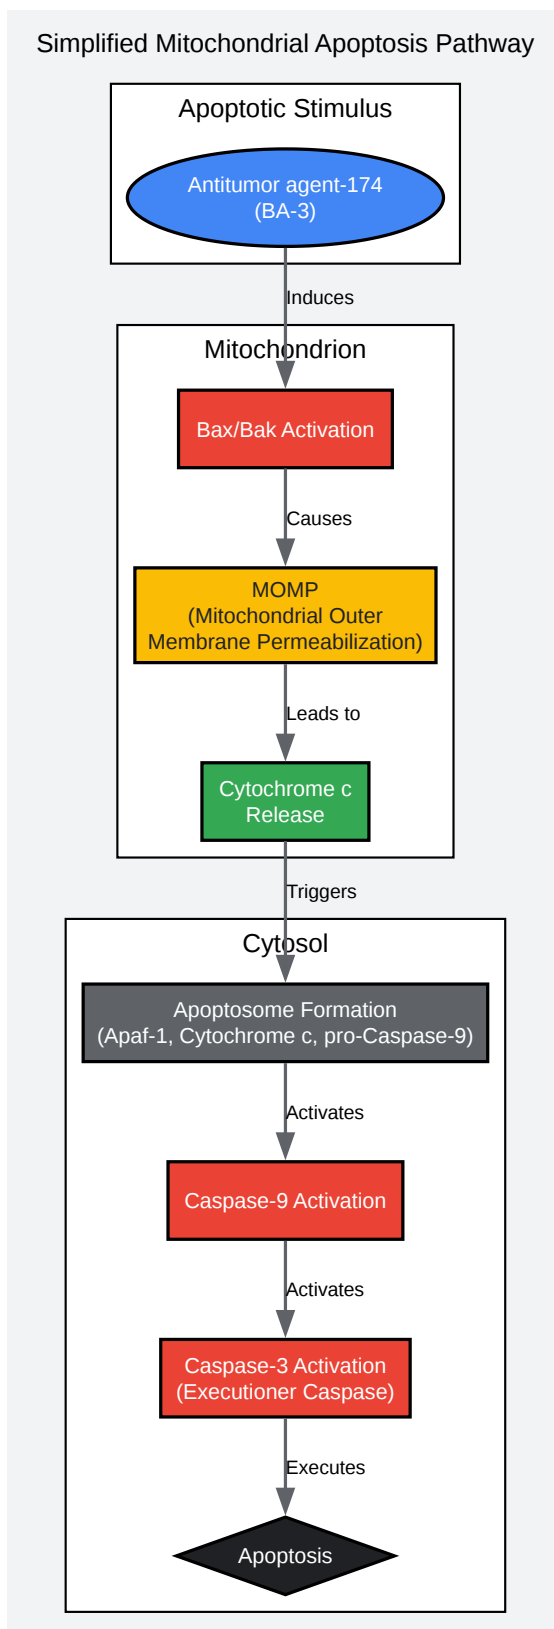 Simplified Mitochondrial Apoptosis Pathway
Apoptotic Stimulus
Antitumor agent-174
(BA-3)
Induces
Mitochondrion
Bax/Bak Activation
Causes
MOMP
(Mitochondrial Outer
Membrane Permeabilization)
Leads to
Cytochrome c
Release
Triggers
Cytosol
Apoptosome Formation
(Apaf-1, Cytochrome c, pro-Caspase-9)
Activates
Caspase-9 Activation
Activates
Caspase-3 Activation
(Executioner Caspase)
Executes
Apoptosis